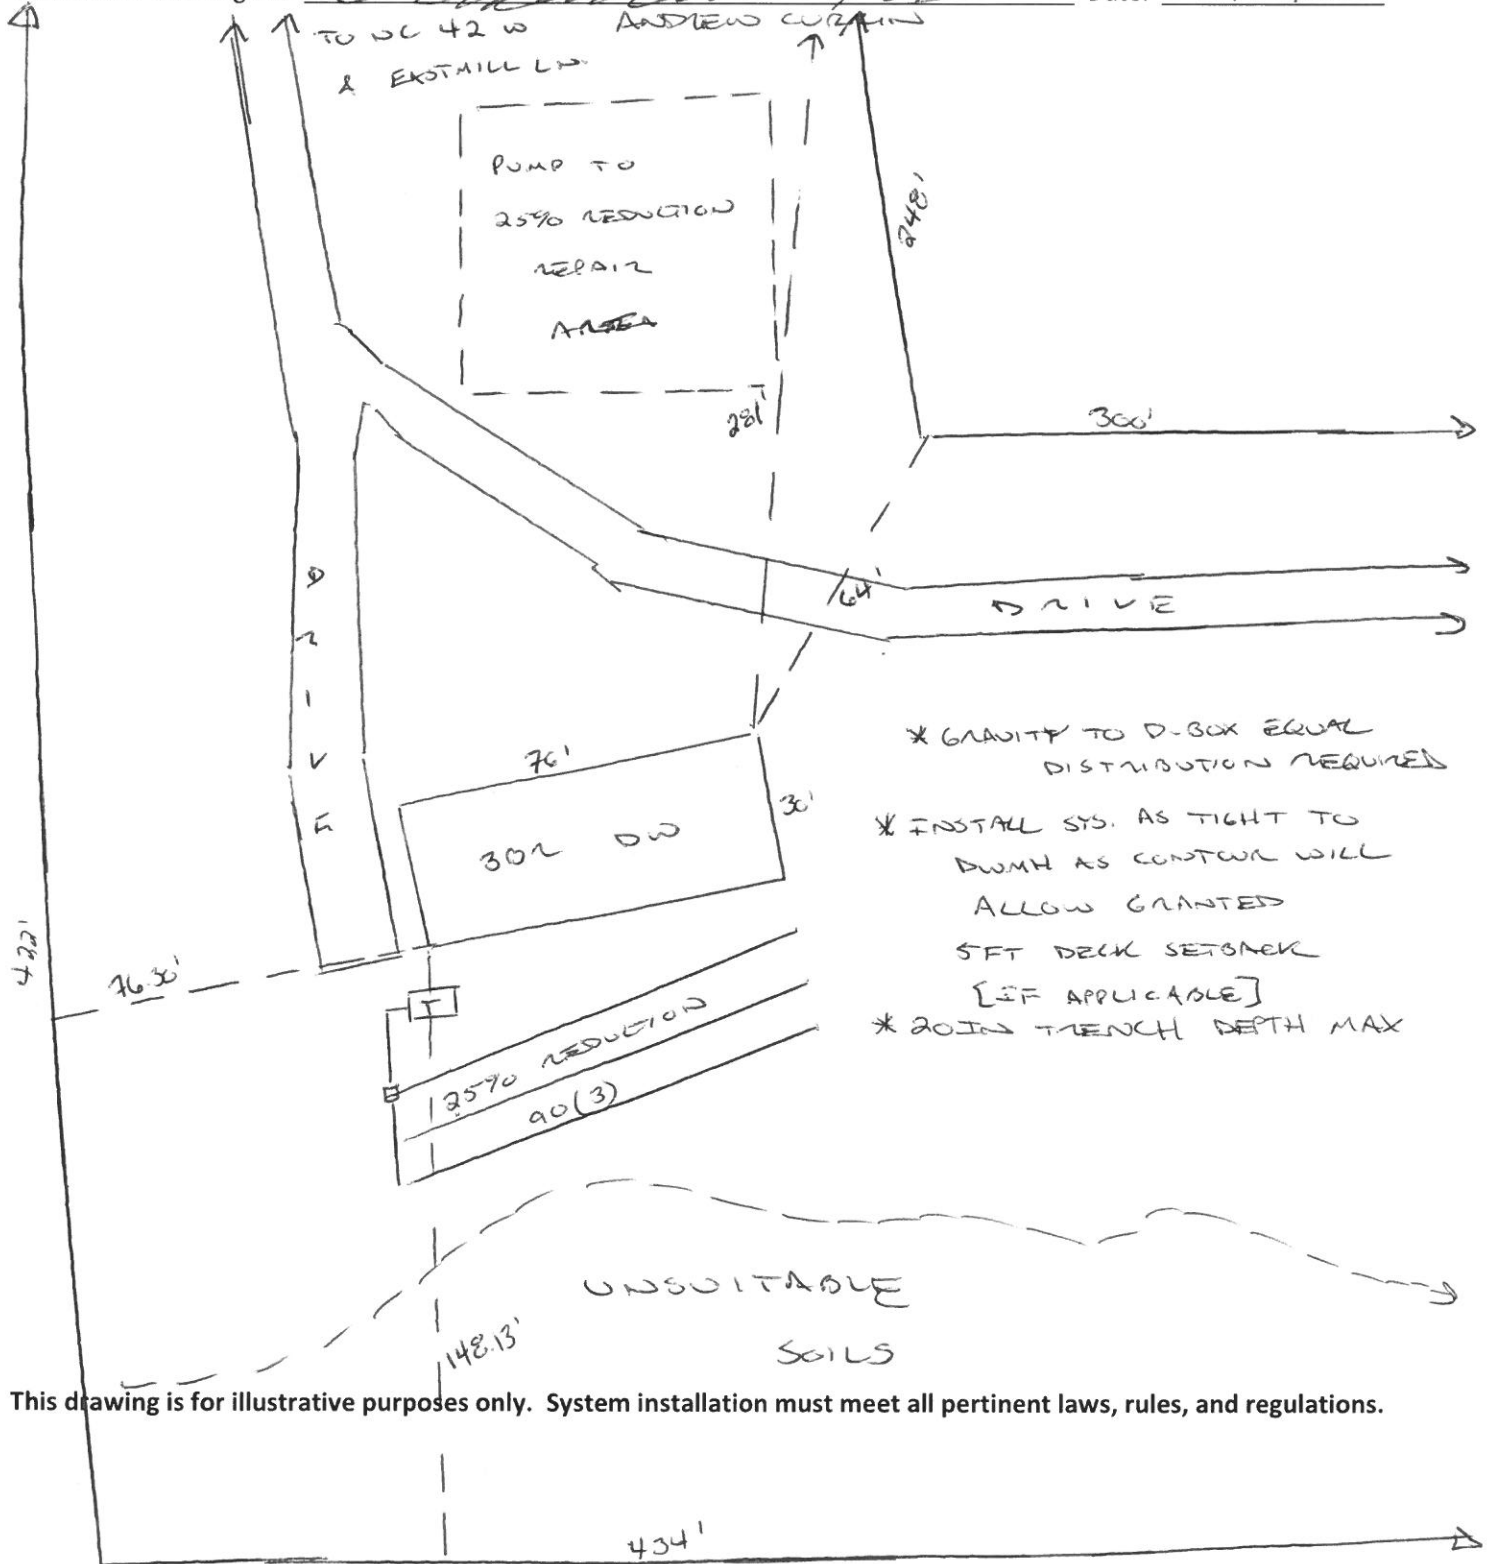 ANDREW CURRIN
TO NC 42 W
& EASTMILL LN.
PUMP TO
25% REDUCTION
REPAIR
AREA
248'
281'
300'
64'
DRIVE
DRIVE
76'
30'
3BR DW
* GRAVITY TO D-BOX EQUAL
DISTRIBUTION REQUIRED
* INSTALL SYS. AS TIGHT TO
DWMH AS CONTOUR WILL
ALLOW GRANTED
5FT DECK SETBACK
[IF APPLICABLE]
* 20IN TRENCH DEPTH MAX
422'
76.30'
T
25% REDUCTION
90(3)
UNSUITABLE
SOILS
148.13'
This drawing is for illustrative purposes only. System installation must meet all pertinent laws, rules, and regulations.
434'